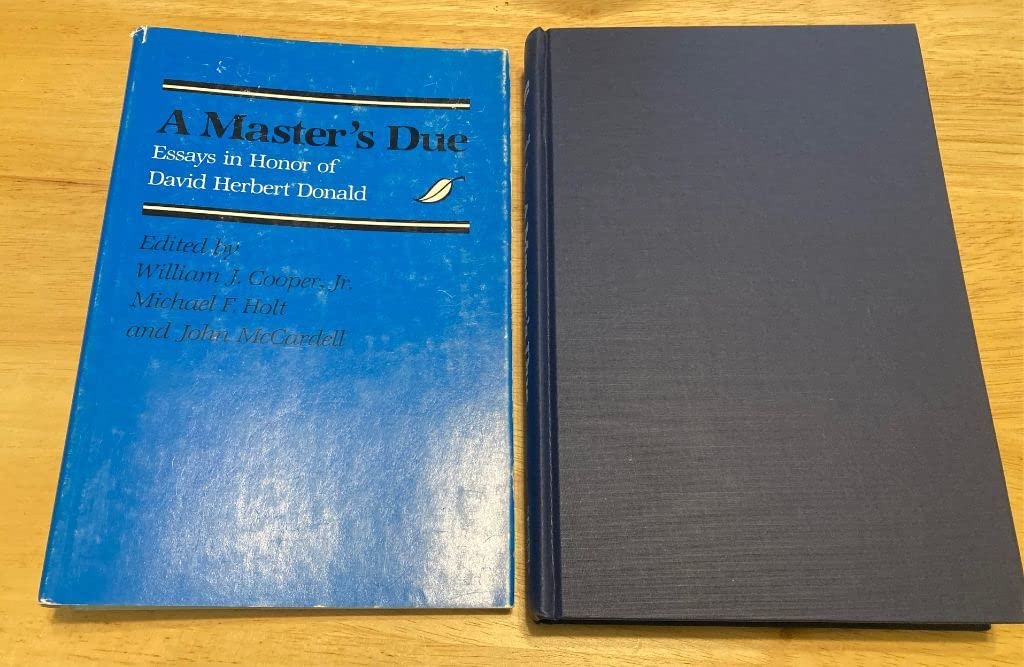 A Master's Due
Essays in Honor of
David Herbert Donald
Edited by
William J. Cooper, Jr.
Michael F. Holt
and John McCardell